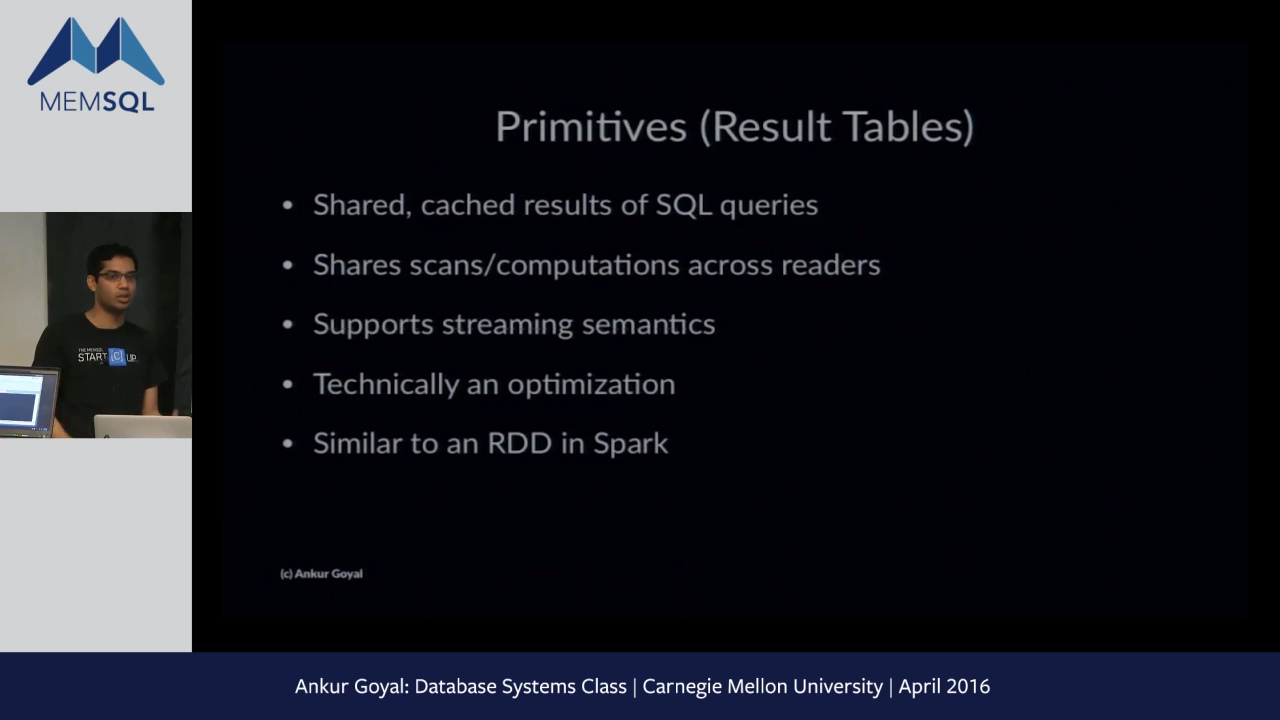 MEMSQL
Primitives (Result Tables)
• Shared, cached results of SQL queries
• Shares scans/computations across readers
• Supports streaming semantics
• Technically an optimization
• Similar to an RDD in Spark
(c) Ankur Goyal
THE MEMSQL
START [C] UP
Ankur Goyal: Database Systems Class | Carnegie Mellon University | April 2016